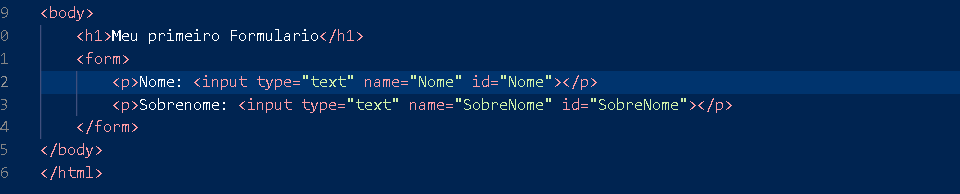 9 <body>
0 <h1>Meu primeiro Formulario</h1>
1 <form>
2 <p>Nome: <input type="text" name="Nome" id="Nome"></p>
3 <p>Sobrenome: <input type="text" name="SobreNome" id="SobreNome"></p>
4 </form>
5 </body>
6 </html>